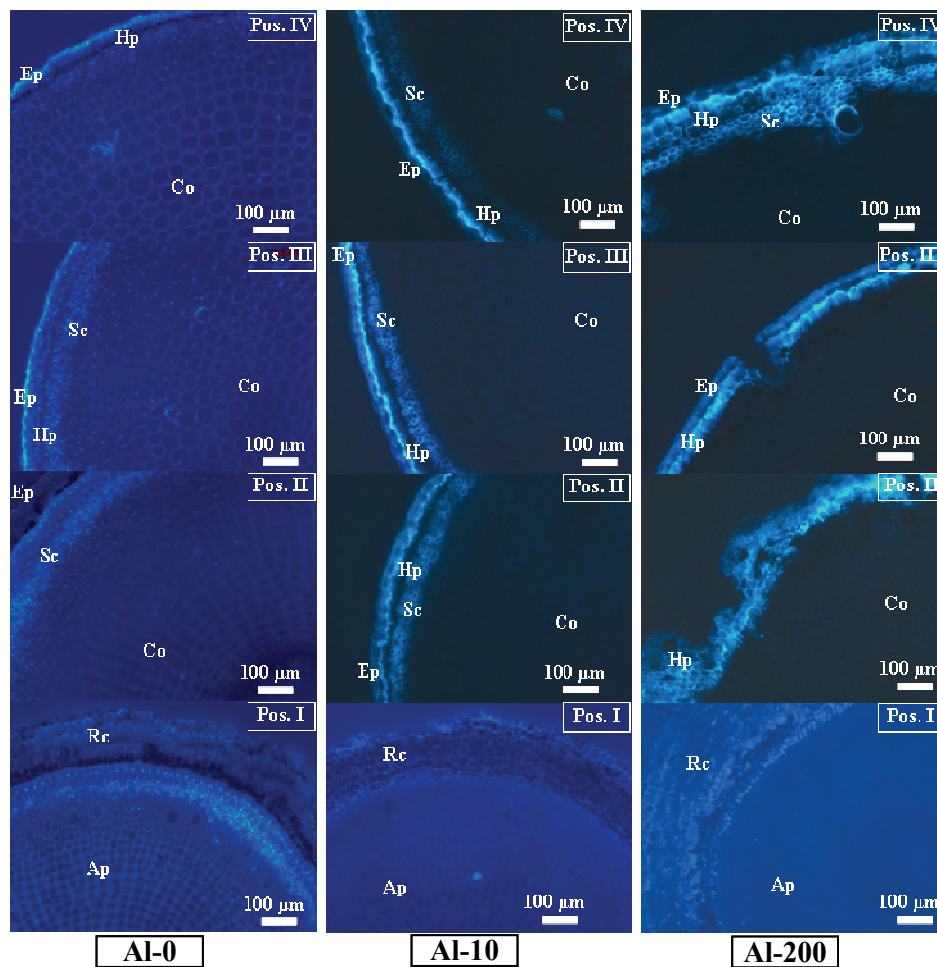 Pos. IV
Hp
Ep
Co
100 µm
Pos. IV
Co
Sc
Ep
Hp
100 µm
Pos. IV
Ep
Hp
Sc
Co
100 µm
Pos. III
Sc
Co
Ep
Hp
100 µm
Pos. III
Ep
Sc
Co
Hp
100 µm
Pos. II
Ep
Co
Hp
100 µm
Pos. II
Ep
Sc
Co
100 µm
Pos. II
Hp
Sc
Co
Ep
100 µm
Pos. II
Co
Hp
100 µm
Pos. I
Rc
Ap
100 µm
Pos. I
Rc
Ap
100 µm
Pos. I
Rc
Ap
100 µm
Al-0
Al-10
Al-200